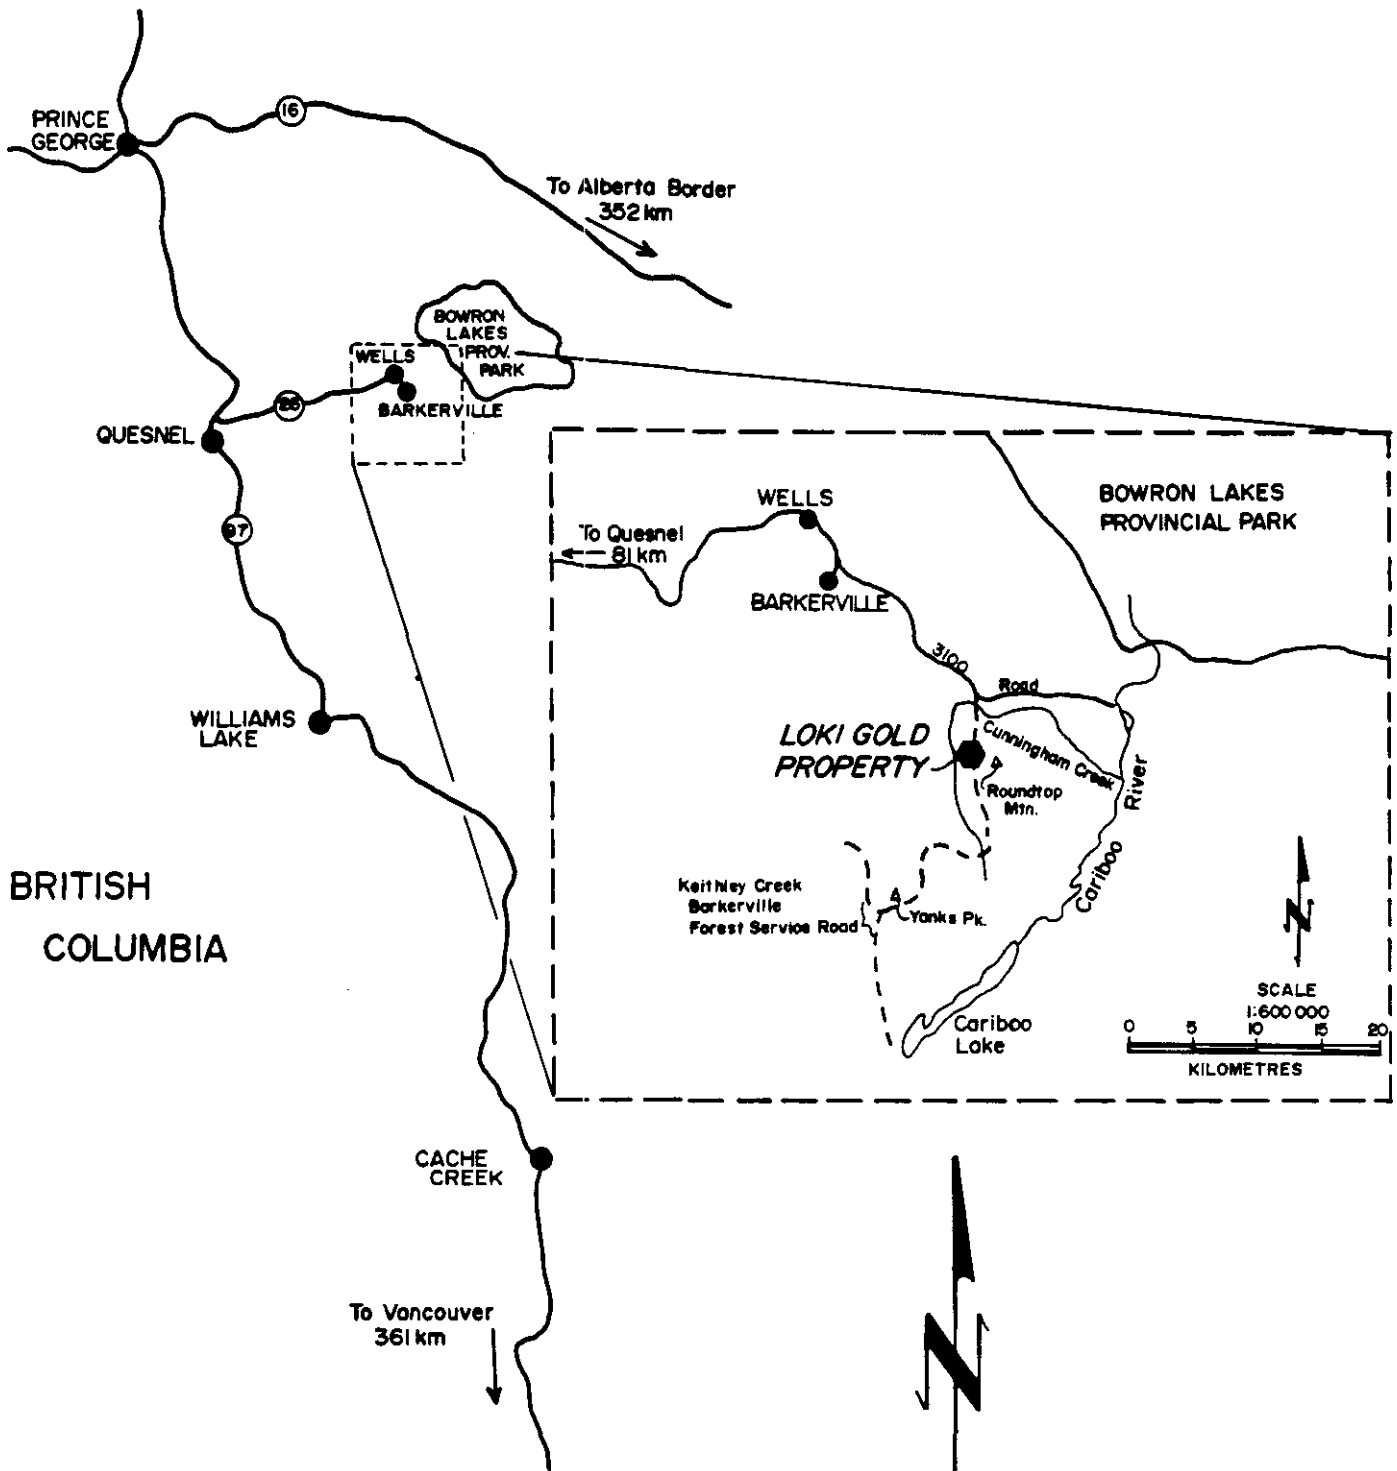 PRINCE
GEORGE
16
To Alberta Border
352 km
BOWRON
LAKES
PROV.
PARK
WELLS
BARKERVILLE
26
QUESNEL
97
WILLIAMS
LAKE
BRITISH
COLUMBIA
CACHE
CREEK
To Vancouver
361 km
BOWRON LAKES
PROVINCIAL PARK
WELLS
To Quesnel
81 km
BARKERVILLE
3100
Road
LOKI GOLD
PROPERTY
Cunningham Creek
Roundtop
Mtn.
River
Cariboo
Keithley Creek
Barkerville
Forest Service Road
Yanks Pk.
Cariboo
Lake
N
SCALE
1:600 000
0 5 10 15 20
KILOMETRES
N